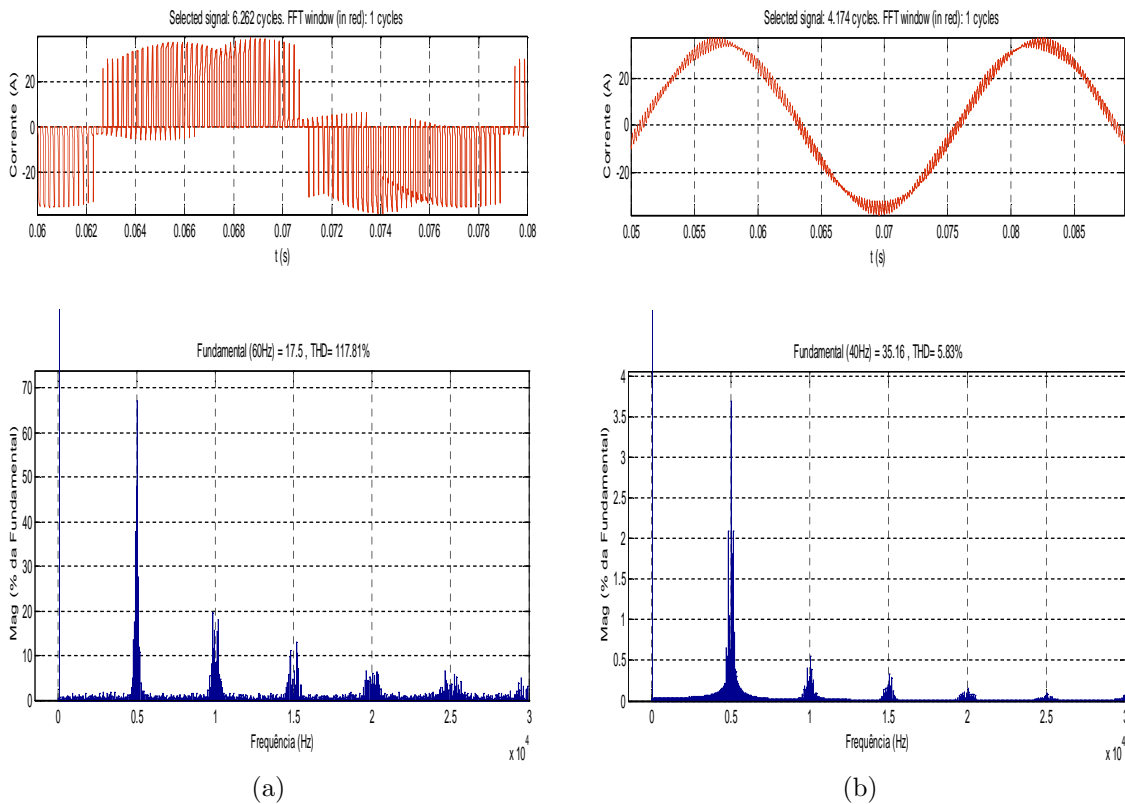 Selected signal: 6.262 cycles. FFT window (in red): 1 cycles
20
0
-20
Corrente (A)
0.06 0.062 0.064 0.066 0.068 0.07 0.072 0.074 0.076 0.078 0.08
t (s)
Fundamental (60Hz) = 17.5 , THD= 117.81%
70
60
50
40
30
20
10
0
Mag (% da Fundamental)
0 0.5 1 1.5 2 2.5 3
Frequência (Hz)
x 10^4
(a)
Selected signal: 4.174 cycles. FFT window (in red): 1 cycles
20
0
-20
Corrente (A)
0.05 0.055 0.06 0.065 0.07 0.075 0.08 0.085
t (s)
Fundamental (40Hz) = 35.16 , THD= 5.83%
4
3.5
3
2.5
2
1.5
1
0.5
0
Mag (% da Fundamental)
0 0.5 1 1.5 2 2.5 3
Frequência (Hz)
x 10^4
(b)